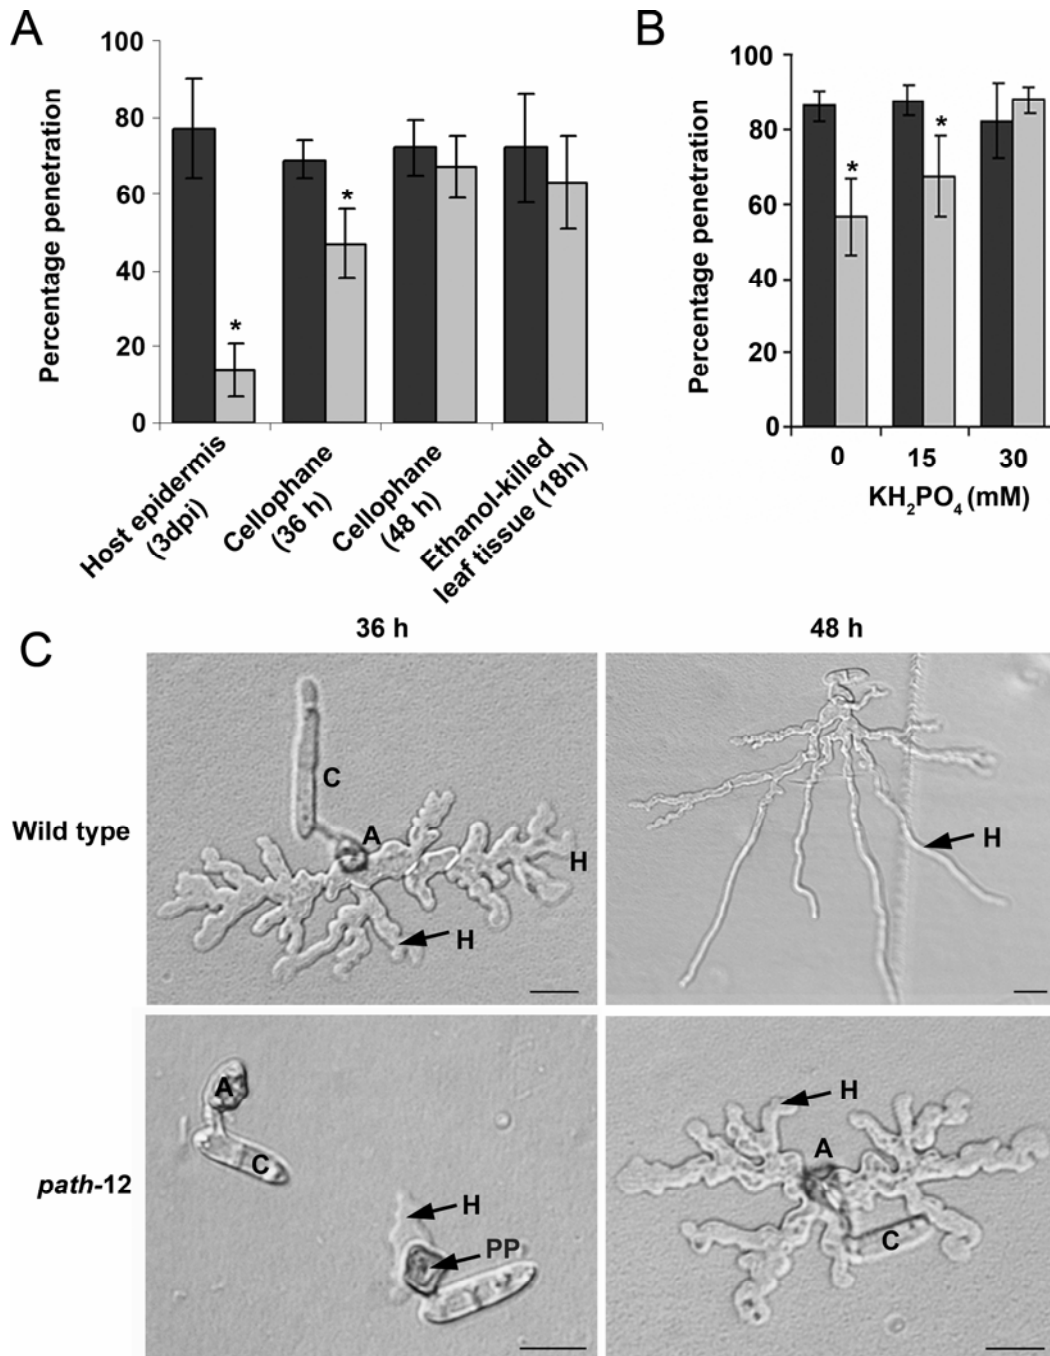 A
Percentage penetration
100
80
60
40
20
0
*
*
Host epidermis
(3dpi)
Cellophane
(36 h)
Cellophane
(48 h)
Ethanol-killed
leaf tissue (18h)
B
Percentage penetration
100
80
60
40
20
0
*
*
0 15 30
KH₂PO₄ (mM)
C
36 h
48 h
Wild type
C
A
H
H
H
path-12
A
C
H
PP
H
A
C